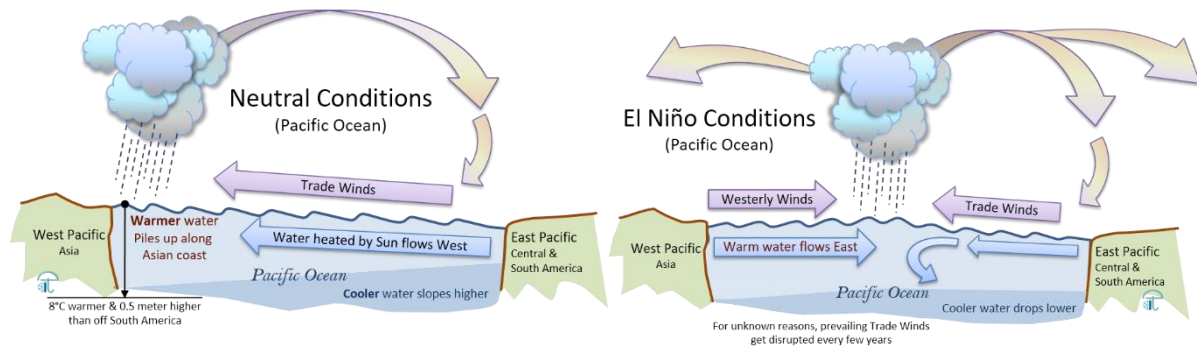 Neutral Conditions
(Pacific Ocean)
Trade Winds
West Pacific
Asia
Warmer water
Piles up along
Asian coast
Water heated by Sun flows West
East Pacific
Central &
South America
Pacific Ocean
Cooler water slopes higher
8°C warmer & 0.5 meter higher
than off South America
El Niño Conditions
(Pacific Ocean)
Westerly Winds
Trade Winds
West Pacific
Asia
Warm water flows East
East Pacific
Central &
South America
Pacific Ocean
Cooler water drops lower
For unknown reasons, prevailing Trade Winds
get disrupted every few years